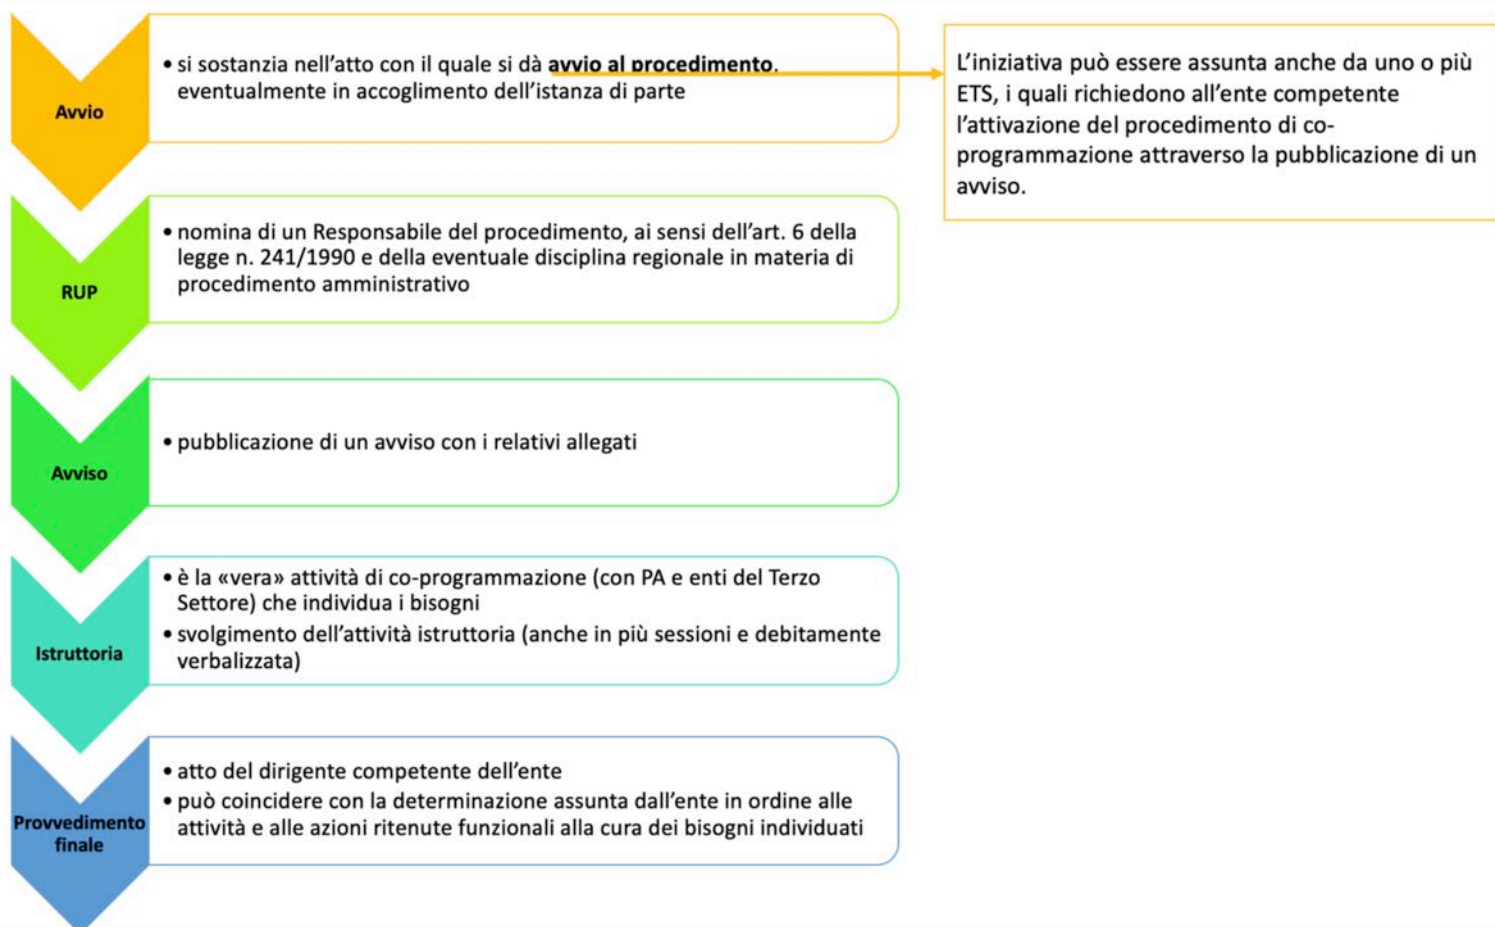 Avvio
• si sostanzia nell'atto con il quale si dà avvio al procedimento,
eventualmente in accoglimento dell'istanza di parte
L'iniziativa può essere assunta anche da uno o più
ETS, i quali richiedono all'ente competente
l'attivazione del procedimento di co-
programmazione attraverso la pubblicazione di un
avviso.
RUP
• nomina di un Responsabile del procedimento, ai sensi dell'art. 6 della
legge n. 241/1990 e della eventuale disciplina regionale in materia di
procedimento amministrativo
Avviso
• pubblicazione di un avviso con i relativi allegati
Istruttoria
• è la «vera» attività di co-programmazione (con PA e enti del Terzo
Settore) che individua i bisogni
• svolgimento dell'attività istruttoria (anche in più sessioni e debitamente
verbalizzata)
Provvedimento
finale
• atto del dirigente competente dell'ente
• può coincidere con la determinazione assunta dall'ente in ordine alle
attività e alle azioni ritenute funzionali alla cura dei bisogni individuati